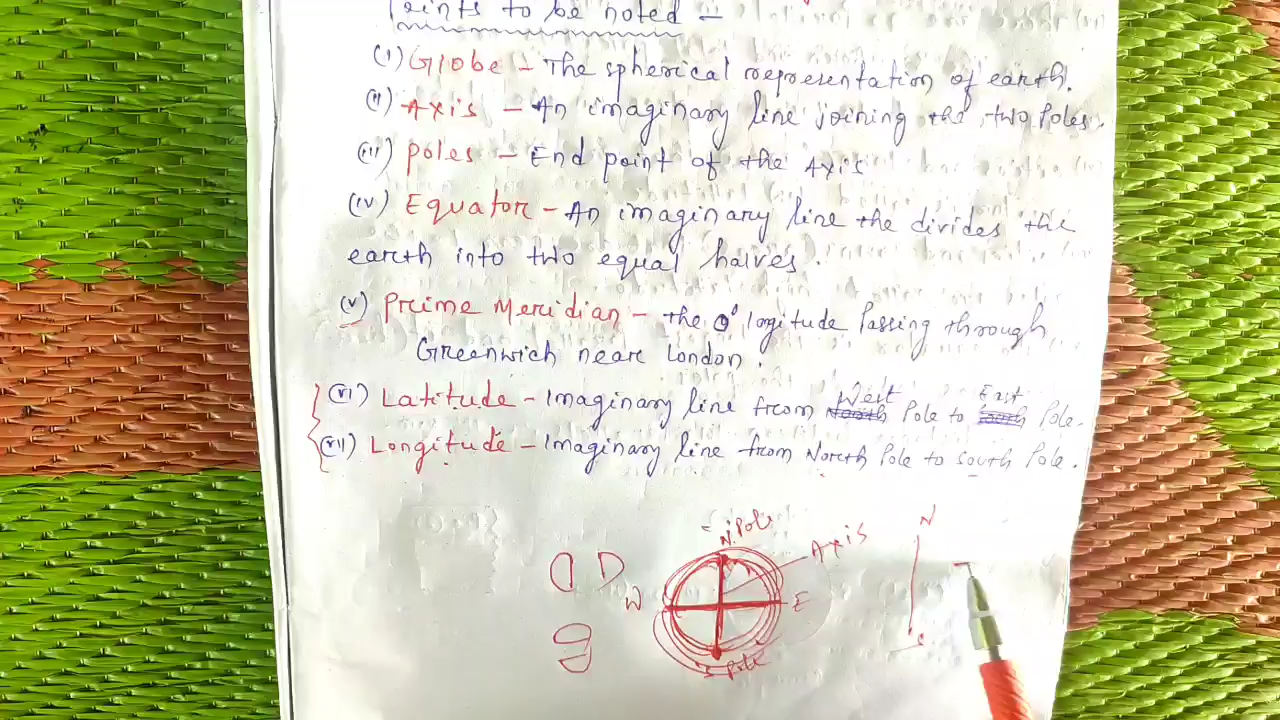 Points to be noted -
(i) Globe - The spherical representation of earth.
(ii) Axis - An imaginary line joining the two Poles.
(iii) Poles - End point of the Axis
(iv) Equator - An imaginary line the divides the
earth into two equal halves.
(v) Prime Meridian - the 0° logitude Passing through
Greenwich near London.
(vi) Latitude - Imaginary line from West Pole to East Pole.
(vii) Longitude - Imaginary line from North Pole to South Pole.
N. Pole
Axis
N
W
E
S
S Pole